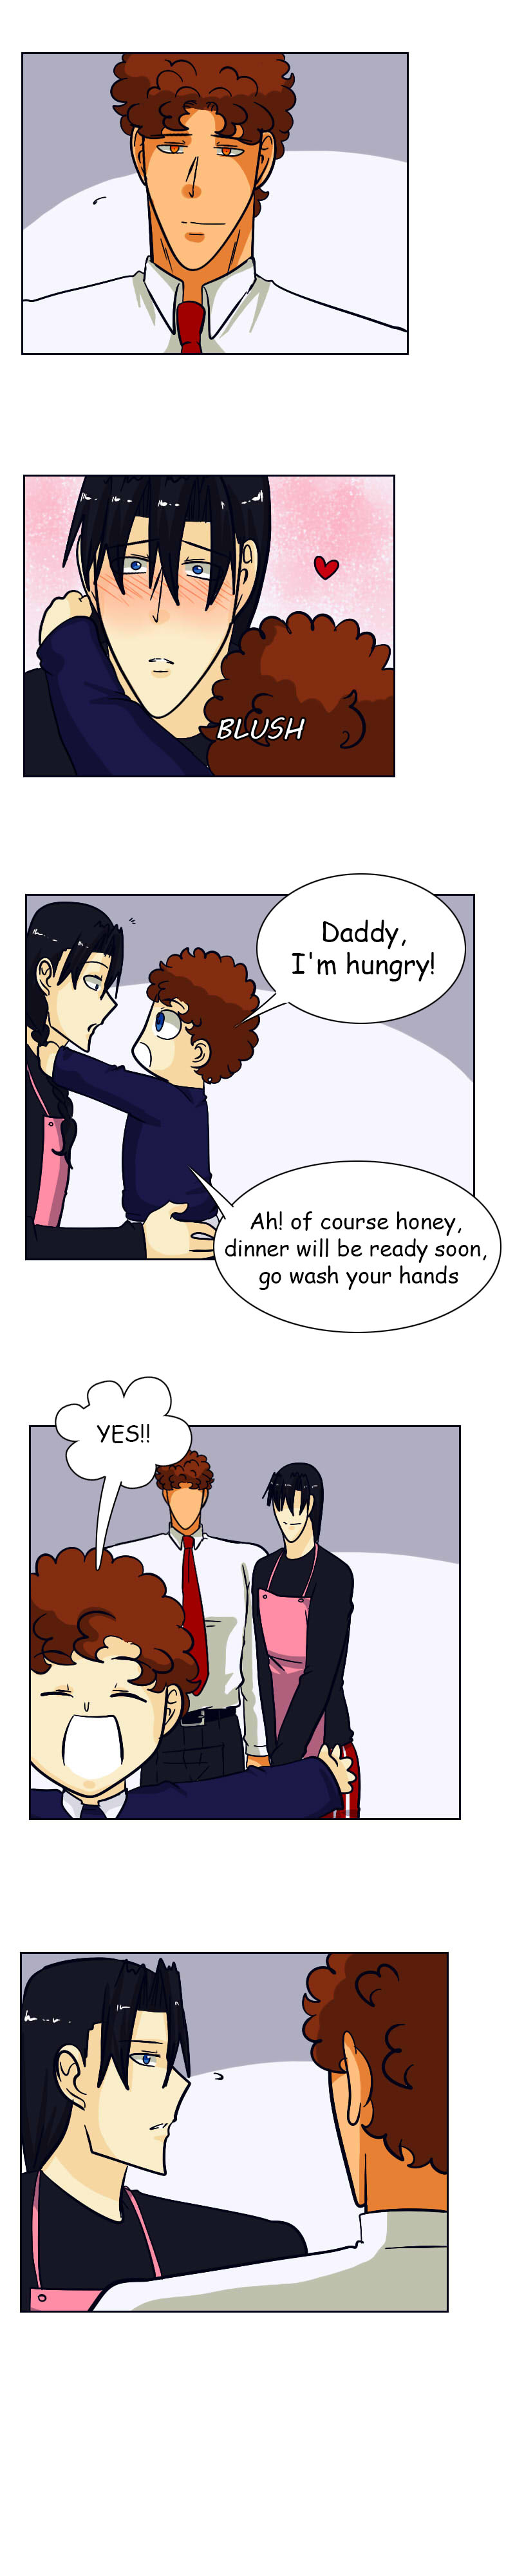 BLUSH
Daddy,
I'm hungry!
Ah! of course honey,
dinner will be ready soon,
go wash your hands
YES!!